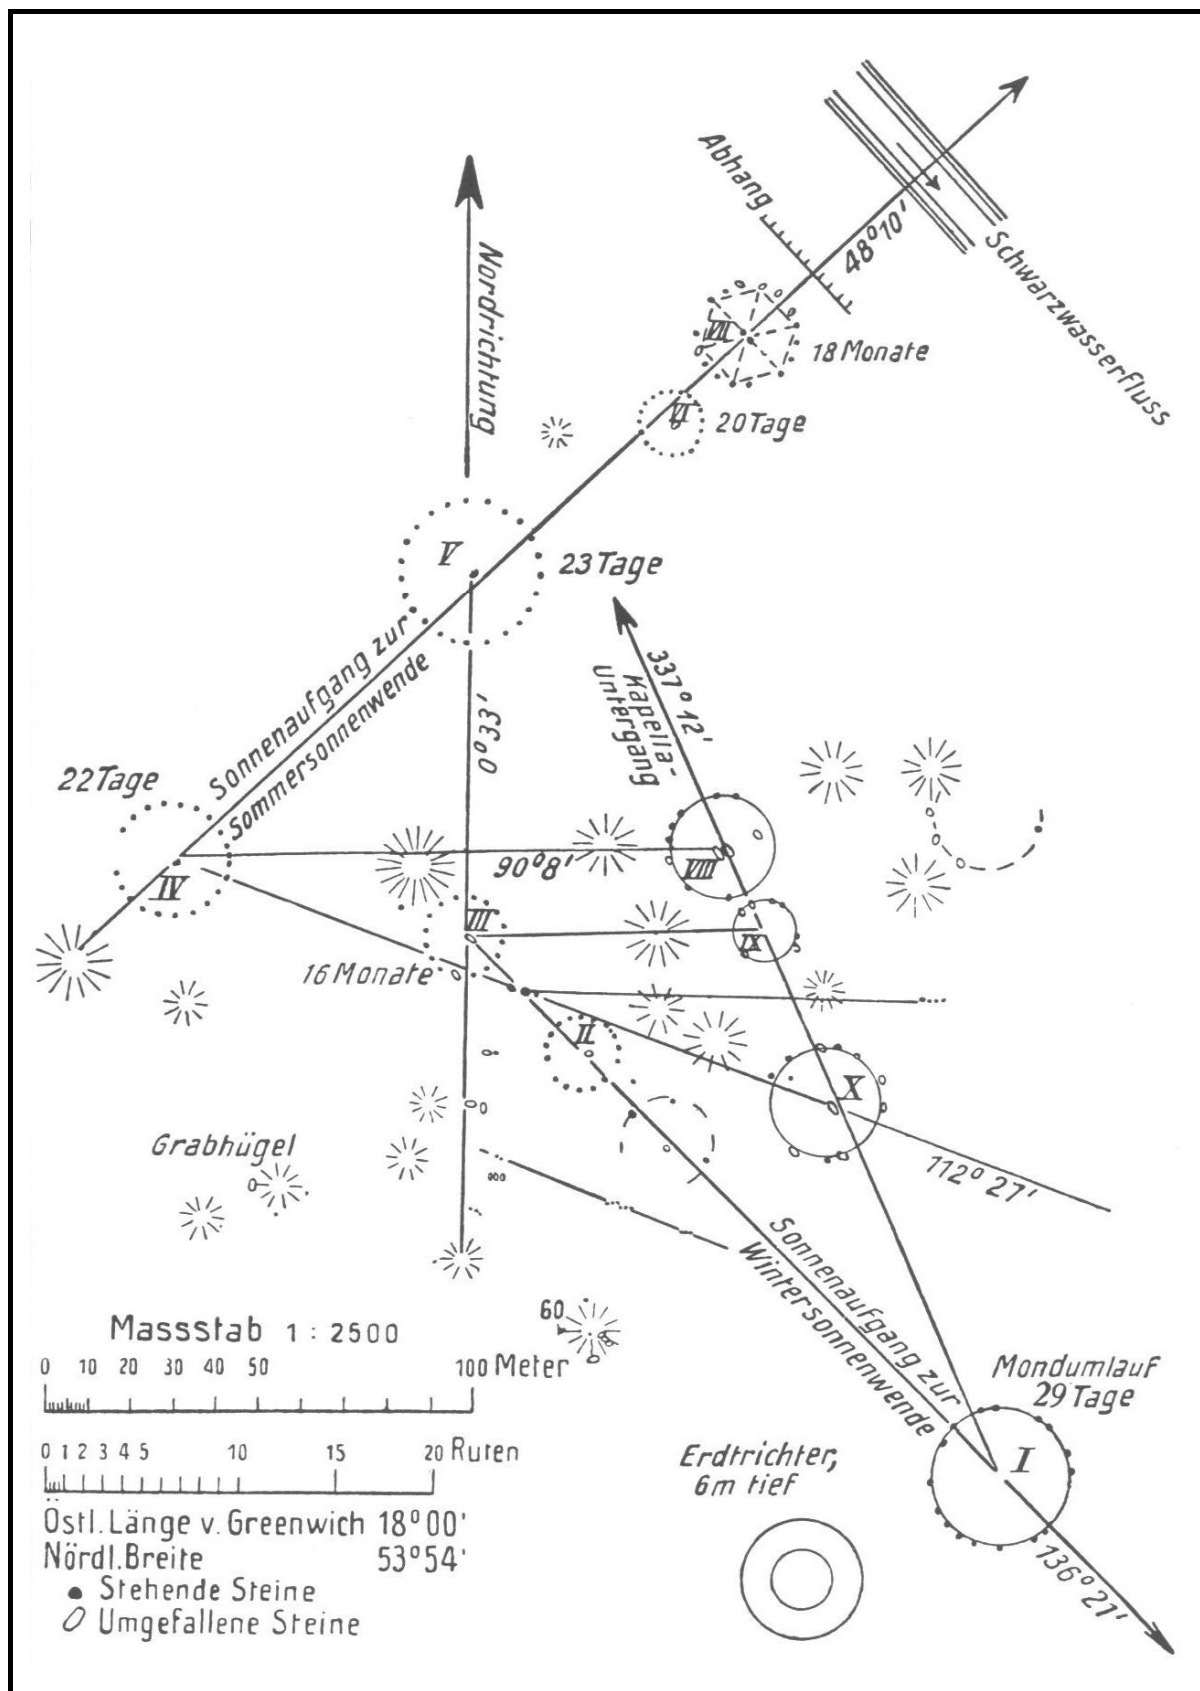 Abhang
48°10'
Schwarzwasserfluss
Nordrichtung
VII
18 Monate
VI
20 Tage
V
23 Tage
Sonnenaufgang zur
Sommersonnenwende
0°33'
337° 12'
Kapella-
Untergang
22 Tage
IV
90°8'
VIII
III
IX
16 Monate
II
X
112° 27'
Grabhügel
Sonnenaufgang zur
Wintersonnenwende
60
Massstab 1 : 2500
0 10 20 30 40 50 100 Meter
0 1 2 3 4 5 10 15 20 Ruten
Östl. Länge v. Greenwich 18°00'
Nördl. Breite 53°54'
Stehende Steine
Umgefallene Steine
Mondumlauf
29 Tage
I
Erdtrichter,
6m tief
136° 21'